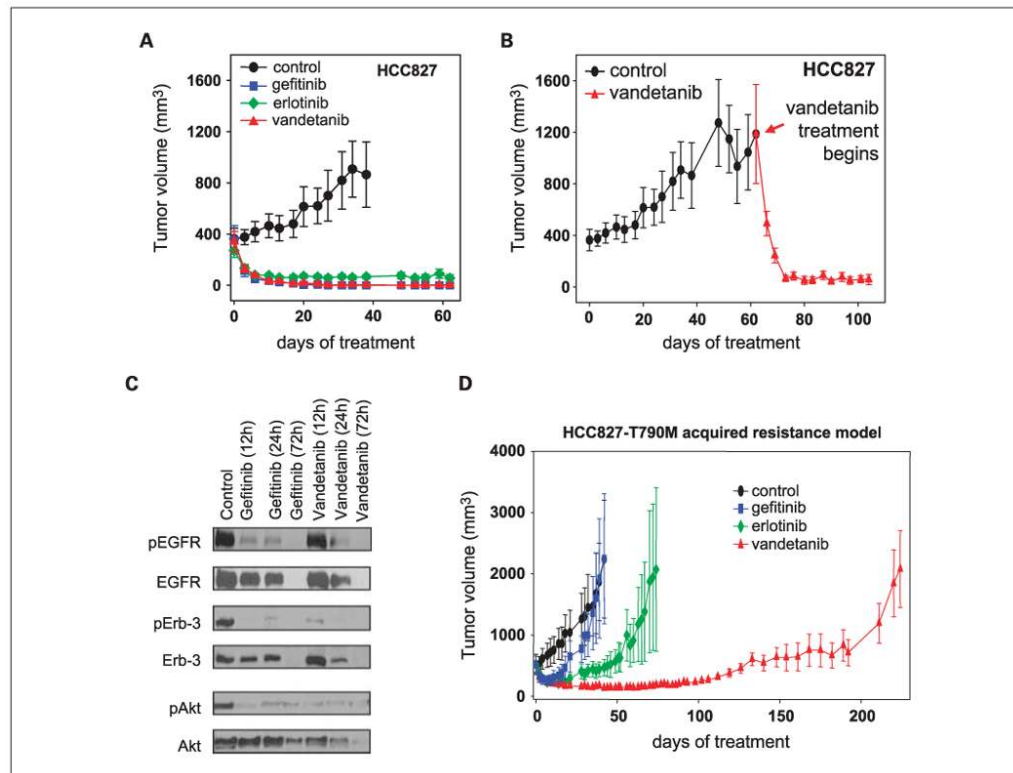 A
HCC827
control
gefitinib
erlotinib
vandetanib
Tumor volume (mm³)
1600
1200
800
400
0
0 20 40 60
days of treatment
B
HCC827
control
vandetanib
vandetanib
treatment
begins
Tumor volume (mm³)
1600
1200
800
400
0
0 20 40 60 80 100
days of treatment
C
Control
Gefitinib (12h)
Gefitinib (24h)
Gefitinib (72h)
Vandetanib (12h)
Vandetanib (24h)
Vandetanib (72h)
pEGFR
EGFR
pErb-3
Erb-3
pAkt
Akt
D
HCC827-T790M acquired resistance model
control
gefitinib
erlotinib
vandetanib
Tumor volume (mm³)
4000
3000
2000
1000
0
0 50 100 150 200
days of treatment